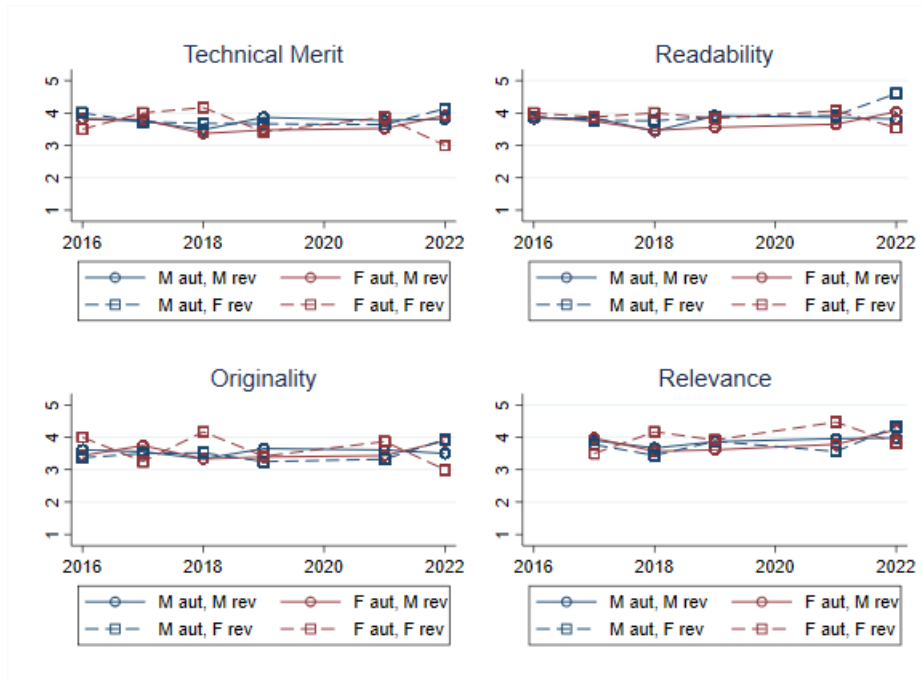 Technical Merit
5
4
3
2
1
2016 2018 2020 2022
M aut, M rev F aut, M rev
M aut, F rev F aut, F rev
Readability
5
4
3
2
1
2016 2018 2020 2022
M aut, M rev F aut, M rev
M aut, F rev F aut, F rev
Originality
5
4
3
2
1
2016 2018 2020 2022
M aut, M rev F aut, M rev
M aut, F rev F aut, F rev
Relevance
5
4
3
2
1
2016 2018 2020 2022
M aut, M rev F aut, M rev
M aut, F rev F aut, F rev